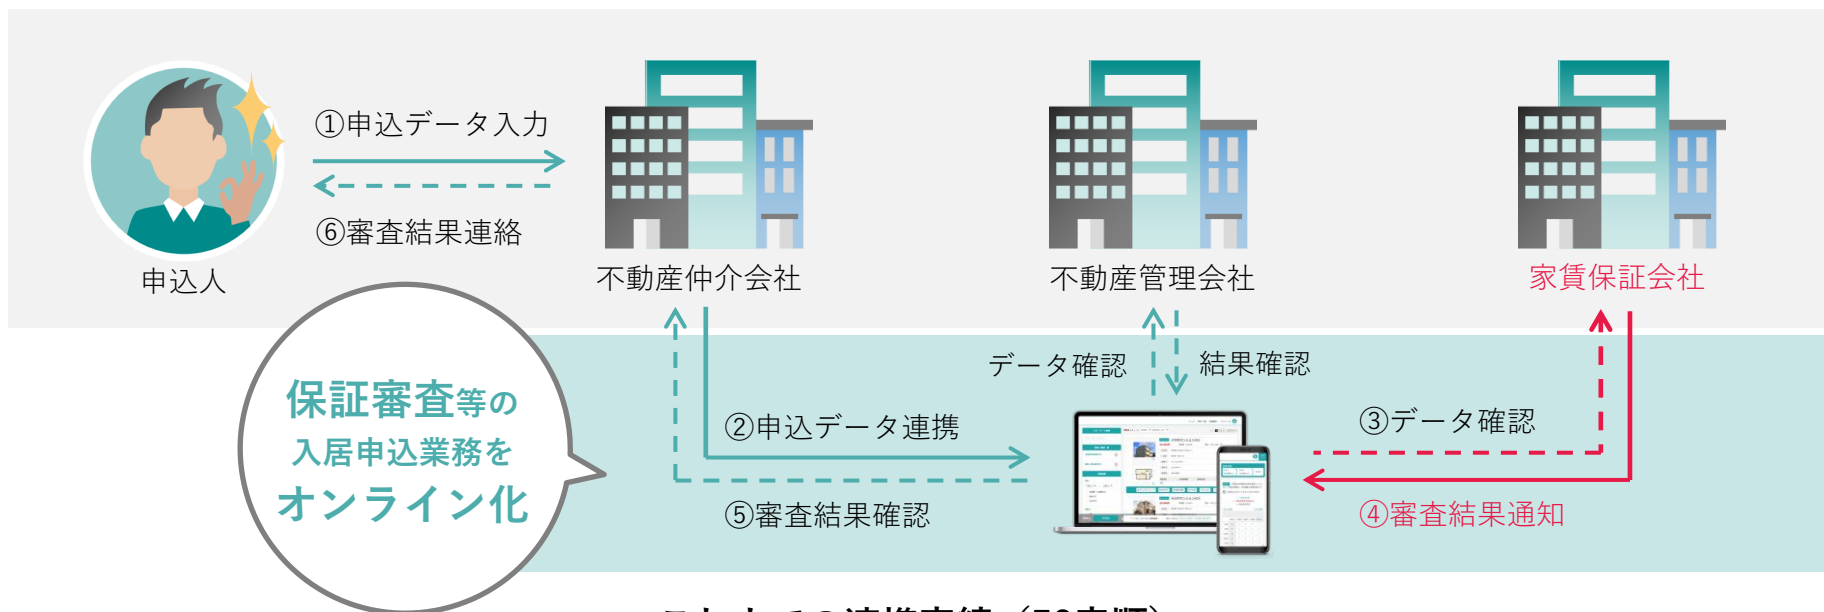 ①申込データ入力
⑥審査結果連絡
申込人
不動産仲介会社
不動産管理会社
家賃保証会社
データ確認
結果確認
保証審査等の
入居申込業務を
オンライン化
②申込データ連携
⑤審査結果確認
③データ確認
④審査結果通知